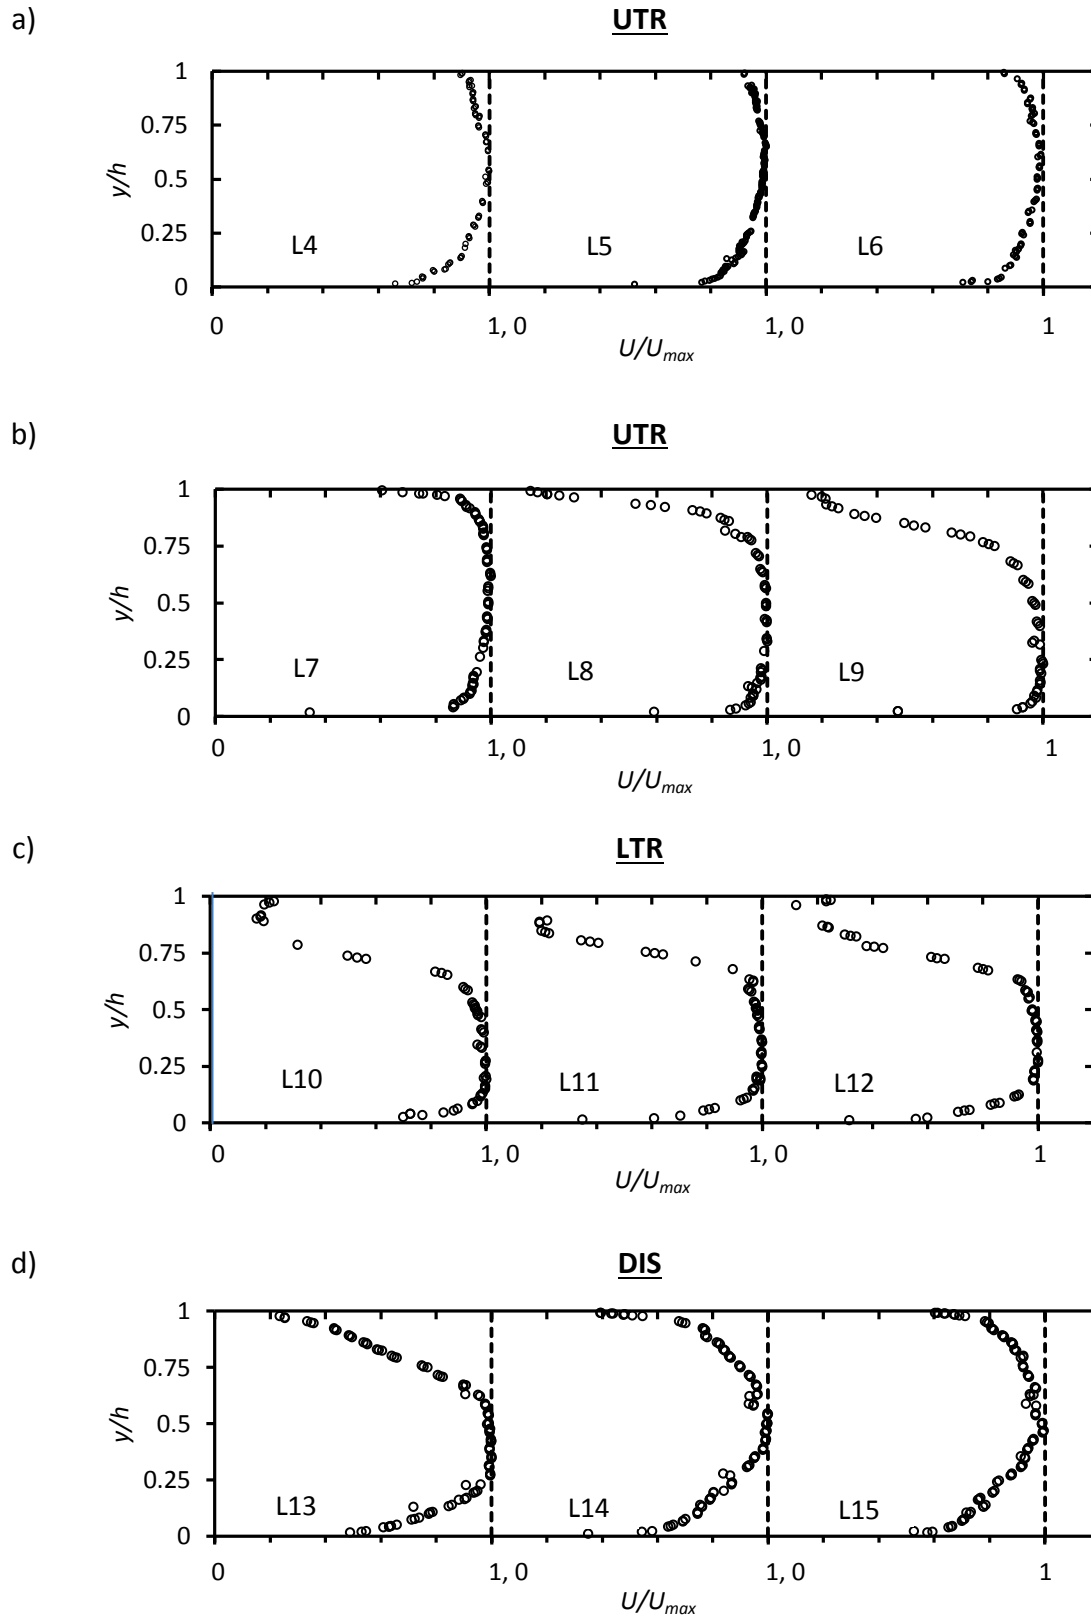 a)
UTR
1
0.75
0.5
0.25
0
y/h
L4
L5
L6
0
1, 0
1, 0
1
U/Umax
b)
UTR
1
0.75
0.5
0.25
0
y/h
L7
L8
L9
0
1, 0
1, 0
1
U/Umax
c)
LTR
1
0.75
0.5
0.25
0
y/h
L10
L11
L12
0
1, 0
1, 0
1
U/Umax
d)
DIS
1
0.75
0.5
0.25
0
y/h
L13
L14
L15
0
1, 0
1, 0
1
U/Umax